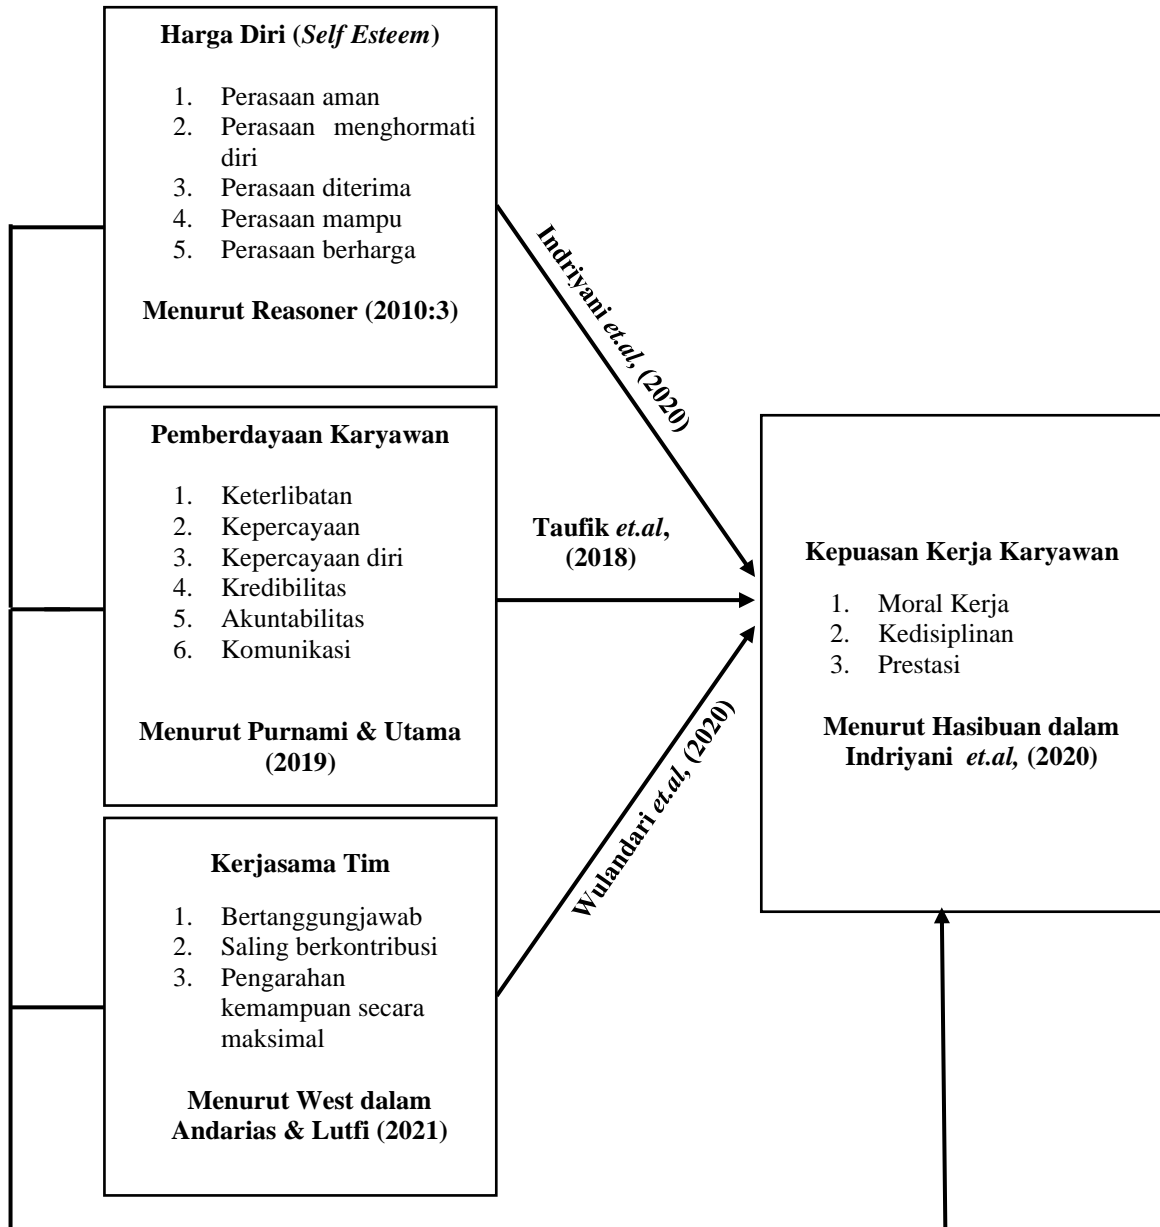 Harga Diri (Self Esteem)
1. Perasaan aman
2. Perasaan menghormati
diri
3. Perasaan diterima
4. Perasaan mampu
5. Perasaan berharga
Menurut Reasoner (2010:3)
Indriyani et.al, (2020)
Pemberdayaan Karyawan
1. Keterlibatan
2. Kepercayaan
3. Kepercayaan diri
4. Kredibilitas
5. Akuntabilitas
6. Komunikasi
Menurut Purnami & Utama
(2019)
Taufik et.al,
(2018)
Kerjasama Tim
1. Bertanggungjawab
2. Saling berkontribusi
3. Pengarahan
kemampuan secara
maksimal
Menurut West dalam
Andarias & Lutfi (2021)
Wulandari et.al, (2020)
Kepuasan Kerja Karyawan
1. Moral Kerja
2. Kedisiplinan
3. Prestasi
Menurut Hasibuan dalam
Indriyani et.al, (2020)